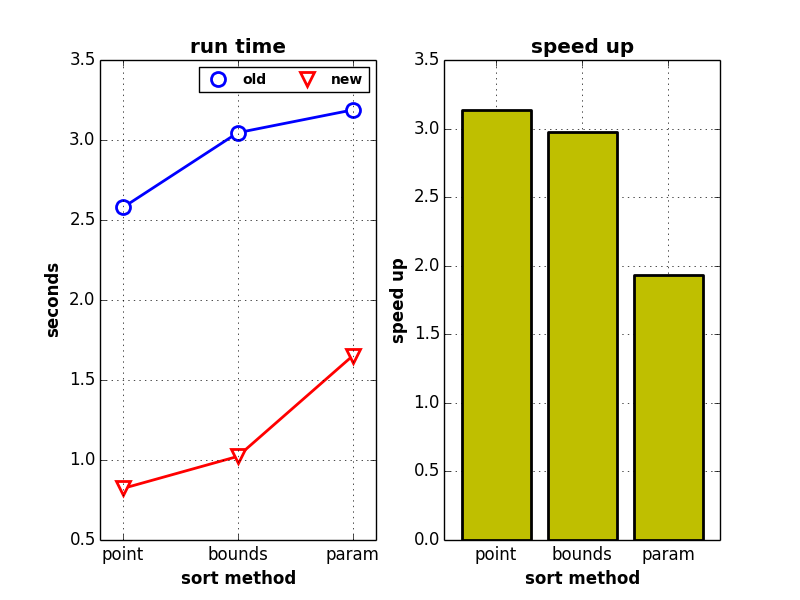 run time
old new
3.5
3.0
2.5
2.0
1.5
1.0
0.5
seconds
point bounds param
sort method
speed up
3.5
3.0
2.5
2.0
1.5
1.0
0.5
0.0
speed up
point bounds param
sort method